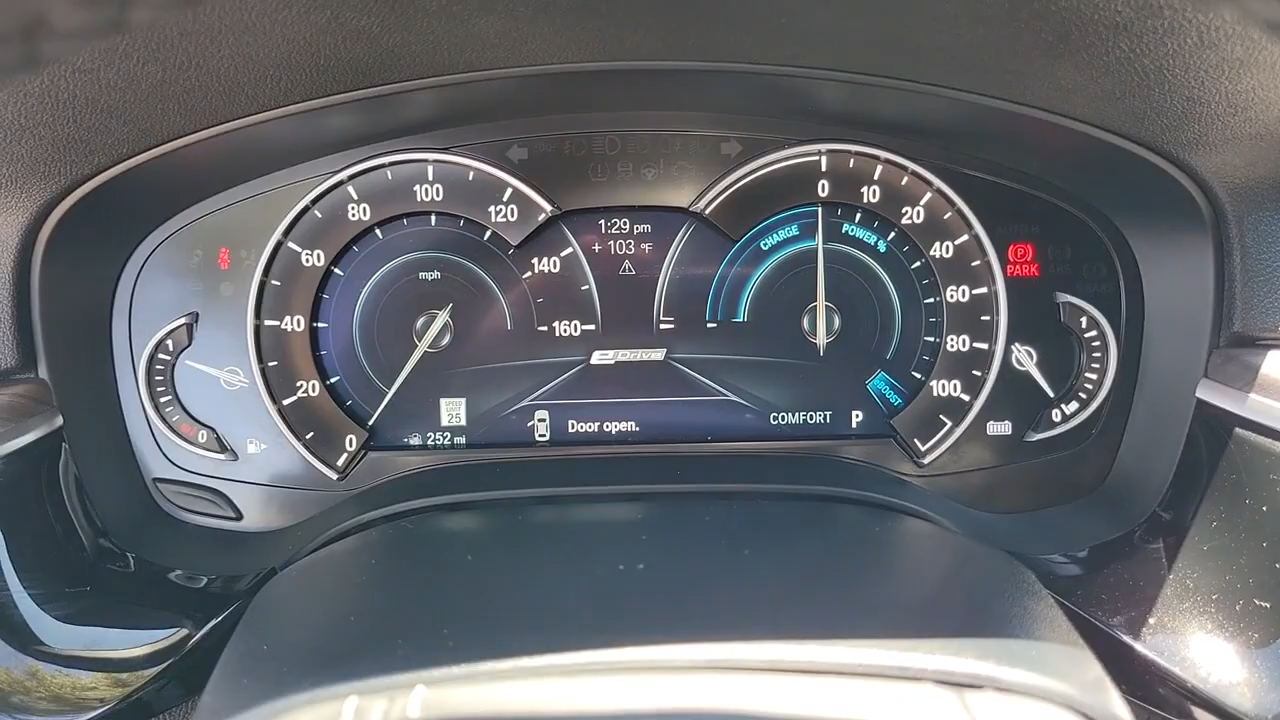 1:29 pm
+ 103 °F
mph
0
20
40
60
80
100
120
140
160
CHARGE
POWER %
0
10
20
40
60
80
100
eBOOST
eDrive
SPEED
LIMIT
25
252 mi
Door open.
COMFORT P
1
0
1
0
(P)
PARK
AUTO H
ABS